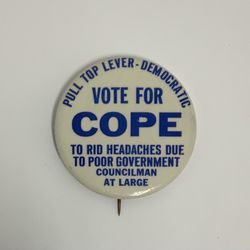 PULL TOP LEVER-DEMOCRATIC
VOTE FOR
COPE
TO RID HEADACHES DUE
TO POOR GOVERNMENT
COUNCILMAN
AT LARGE